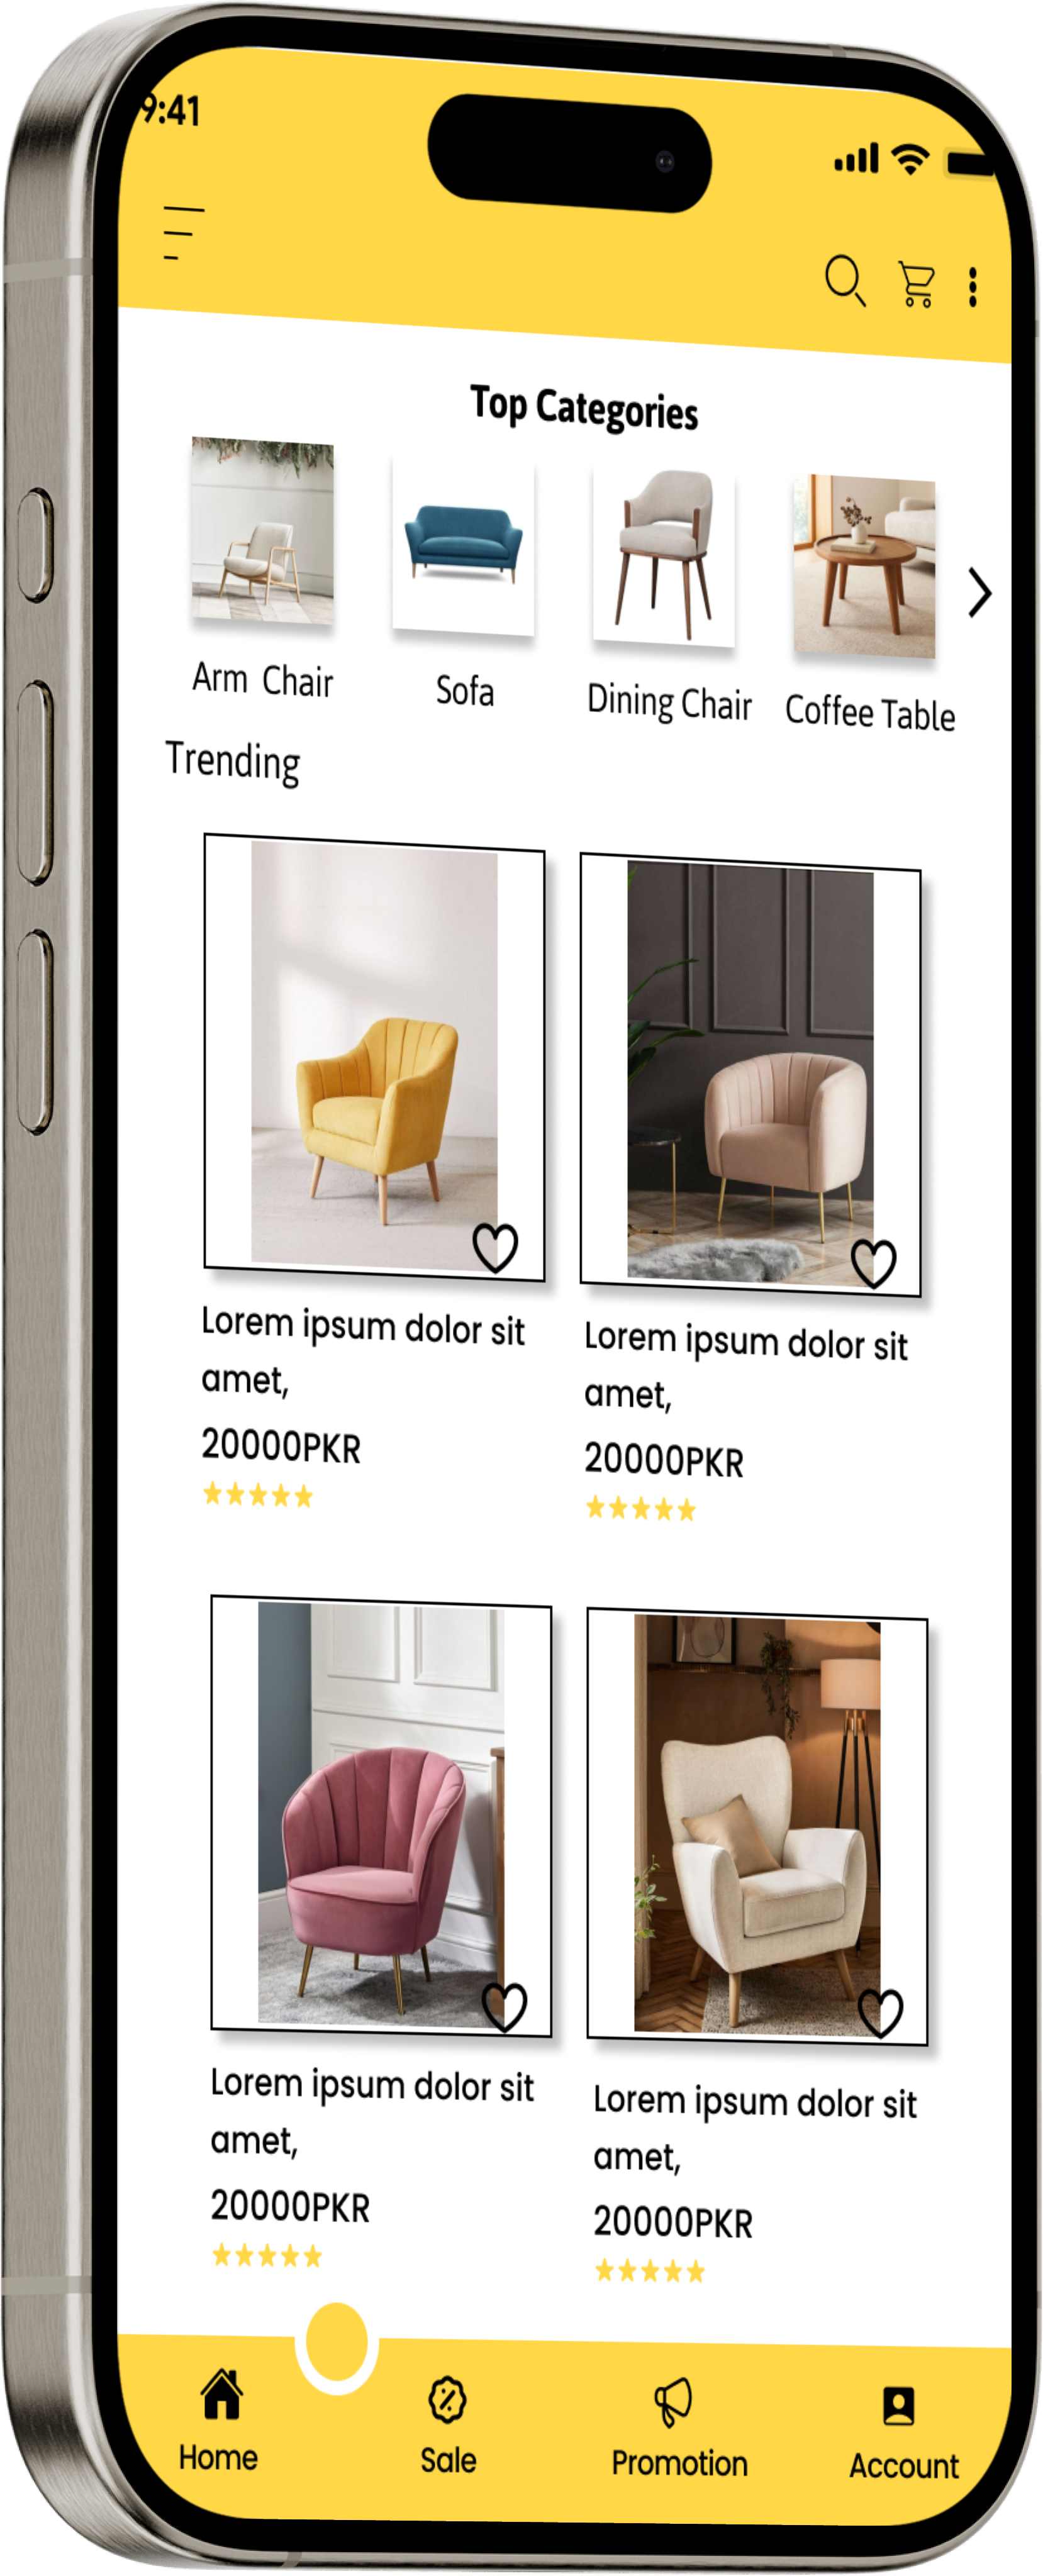 9:41
Top Categories
Arm Chair
Sofa
Dining Chair
Coffee Table
Trending
Lorem ipsum dolor sit
amet,
20000PKR
Lorem ipsum dolor sit
amet,
20000PKR
Lorem ipsum dolor sit
amet,
20000PKR
Lorem ipsum dolor sit
amet,
20000PKR
Home
Sale
Promotion
Account